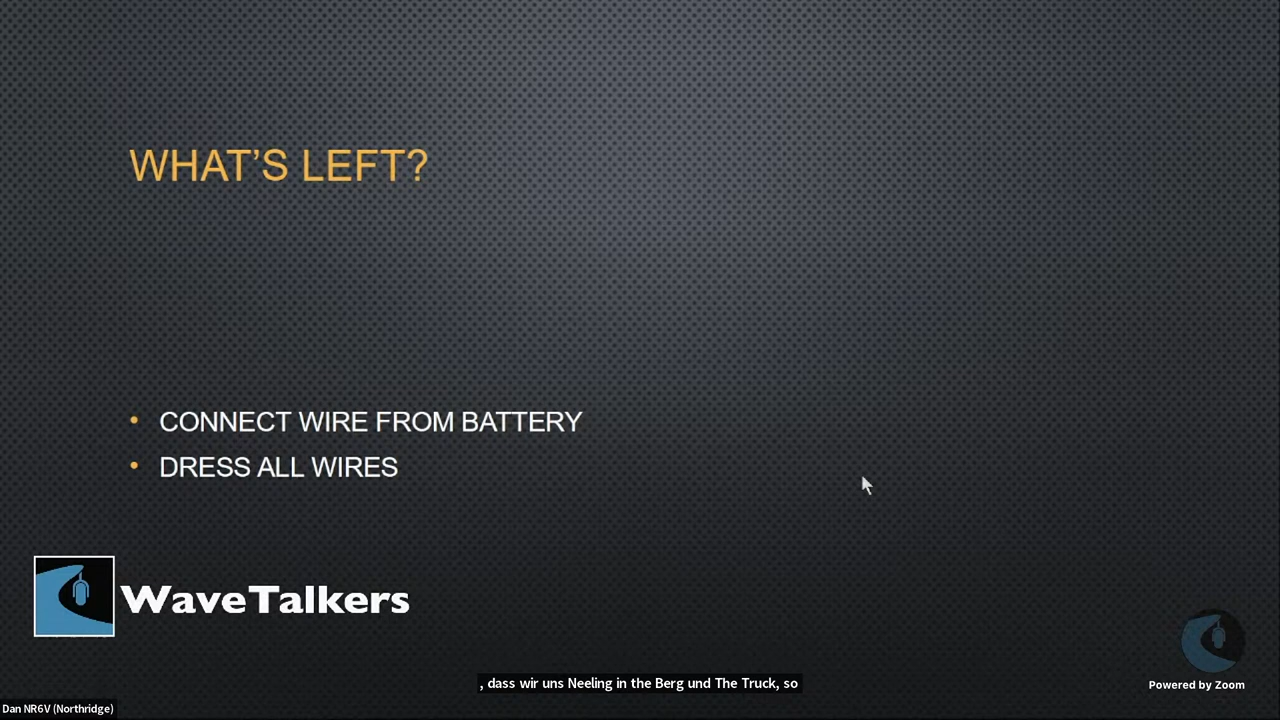 WHAT'S LEFT?
• CONNECT WIRE FROM BATTERY
• DRESS ALL WIRES
WaveTalkers
, dass wir uns Neeling in the Berg und The Truck, so
Powered by Zoom
Dan NR6V (Northridge)